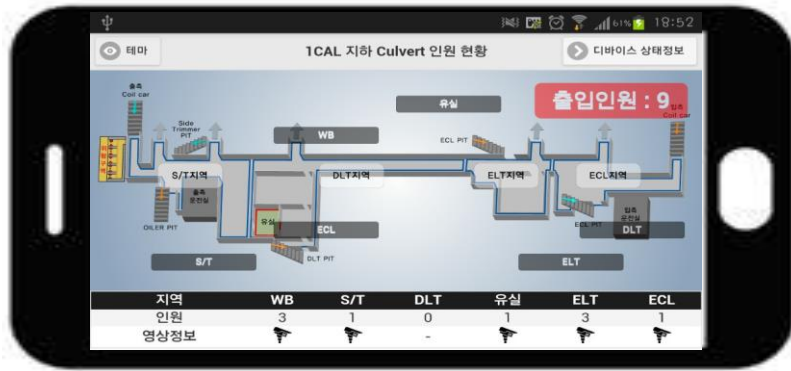 61% 18:52
테마
1CAL 지하 Culvert 인원 현황
디바이스 상태정보
출측
Coil car
유실
출입인원 : 9
입측
Coil car
Side
Trimmer
PIT
WB
ECL PIT
S/T지역
DLT지역
ELT지역
ECL지역
출측
운전실
OILER PIT
유실
ECL
ECL PIT
입측
운전실
DLT
S/T
DLT PIT
ELT
지역 WB S/T DLT 유실 ELT ECL
인원 3 1 0 1 3 1
영상정보 -